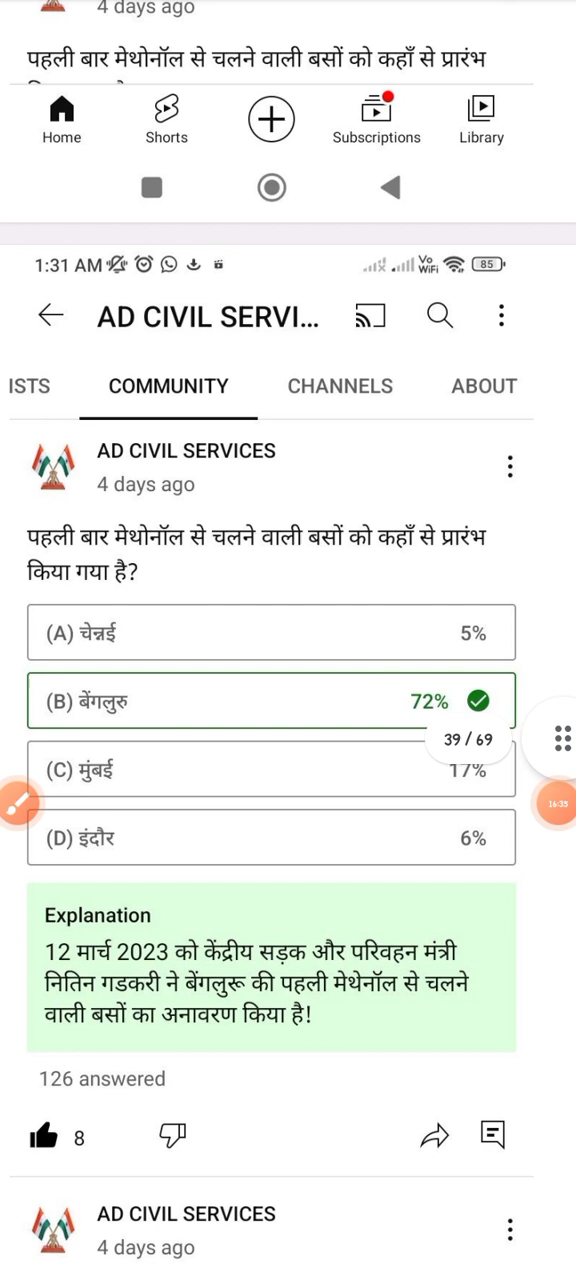 4 days ago
पहली बार मेथोनॉल से चलने वाली बसों को कहाँ से प्रारंभ
Home Shorts Subscriptions Library
1:31 AM Vo WiFi 85
AD CIVIL SERVI...
ISTS COMMUNITY CHANNELS ABOUT
AD CIVIL SERVICES
4 days ago
पहली बार मेथोनॉल से चलने वाली बसों को कहाँ से प्रारंभ
किया गया है?
(A) चेन्नई 5%
(B) बेंगलुरु 72%
39 / 69
(C) मुंबई 17%
16:35
(D) इंदौर 6%
Explanation
12 मार्च 2023 को केंद्रीय सड़क और परिवहन मंत्री
नितिन गडकरी ने बेंगलुरू की पहली मेथेनॉल से चलने
वाली बसों का अनावरण किया है!
126 answered
8
AD CIVIL SERVICES
4 days ago